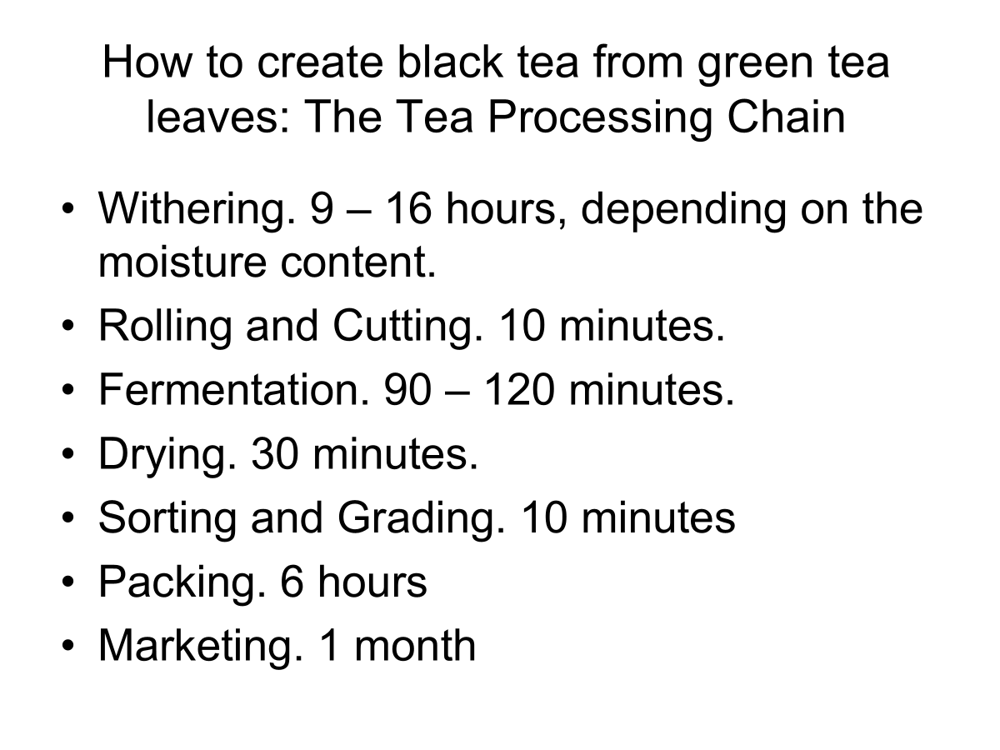 How to create black tea from green tea
leaves: The Tea Processing Chain
• Withering. 9 – 16 hours, depending on the
moisture content.
• Rolling and Cutting. 10 minutes.
• Fermentation. 90 – 120 minutes.
• Drying. 30 minutes.
• Sorting and Grading. 10 minutes
• Packing. 6 hours
• Marketing. 1 month